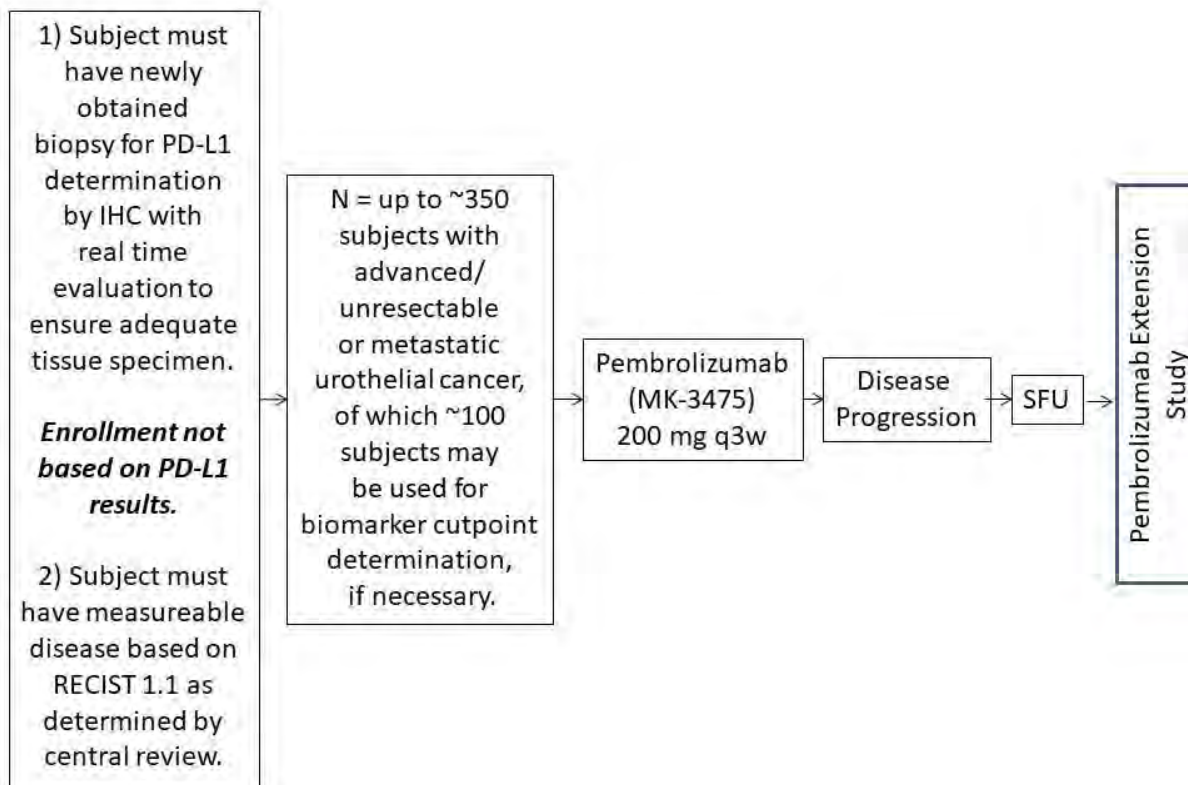 1) Subject must
have newly
obtained
biopsy for PD-L1
determination
by IHC with
real time
evaluation to
ensure adequate
tissue specimen.
Enrollment not
based on PD-L1
results.
2) Subject must
have measureable
disease based on
RECIST 1.1 as
determined by
central review.
N = up to ~350
subjects with
advanced/
unresectable
or metastatic
urothelial cancer,
of which ~100
subjects may
be used for
biomarker cutpoint
determination,
if necessary.
Pembrolizumab
(MK-3475)
200 mg q3w
Disease
Progression
SFU
Pembrolizumab Extension
Study